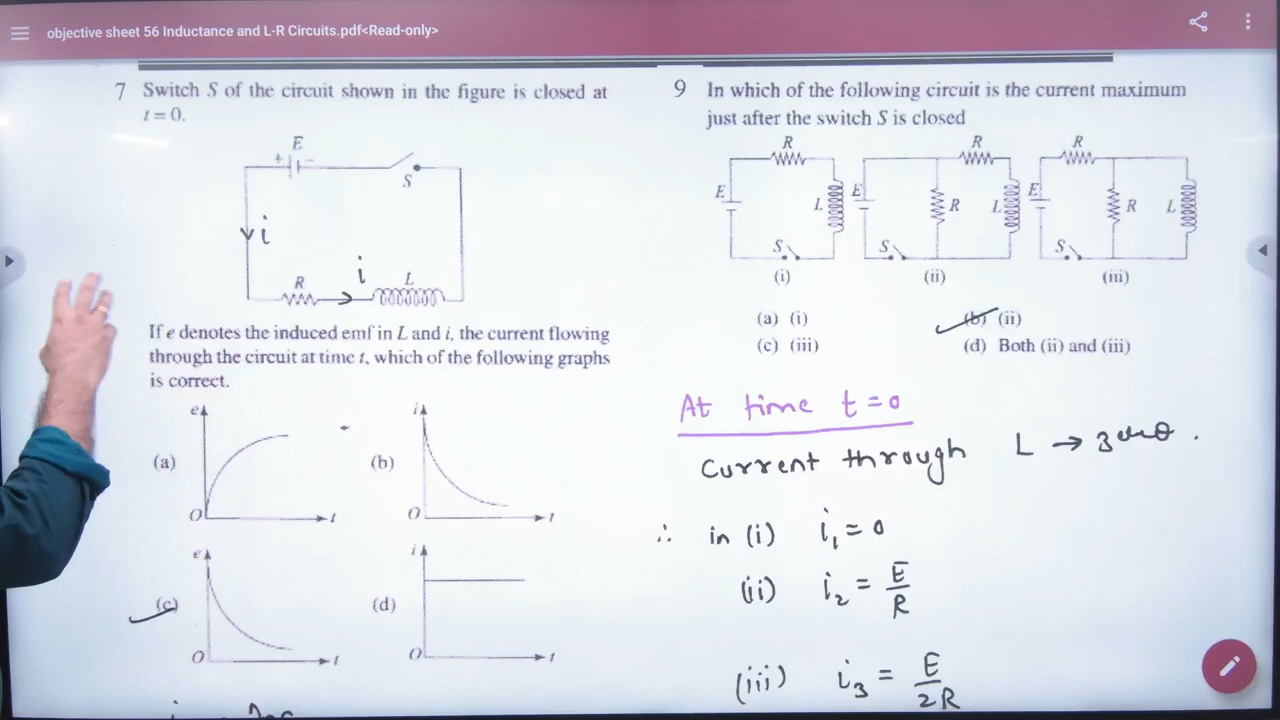 objective sheet 56 Inductance and L-R Circuits.pdf<Read-only>
7 Switch S of the circuit shown in the figure is closed at
t = 0.
E
+ -
S
i
i
R
L
If e denotes the induced emf in L and i, the current flowing
through the circuit at time t, which of the following graphs
is correct.
e
(a)
O
t
i
(b)
O
t
e
(c)
O
t
i
(d)
O
t
9 In which of the following circuit is the current maximum
just after the switch S is closed
R
E
L
S
(i)
R
E
R
L
S
(ii)
R
E
R
L
S
(iii)
(a) (i)
(b) (ii)
(c) (iii)
(d) Both (ii) and (iii)
At time t = 0
Current through L → zero .
∴ in (i) i₁ = 0
(ii) i₂ = E/R
(iii) i₃ = E/2R